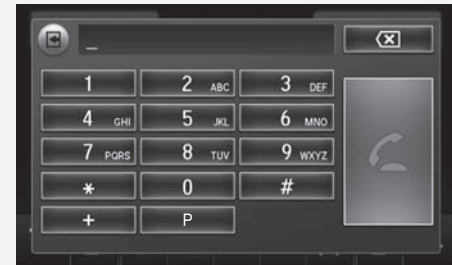 _
1 2 ABC 3 DEF
4 GHI 5 JKL 6 MNO
7 PQRS 8 TUV 9 WXYZ
* 0 #
+ P